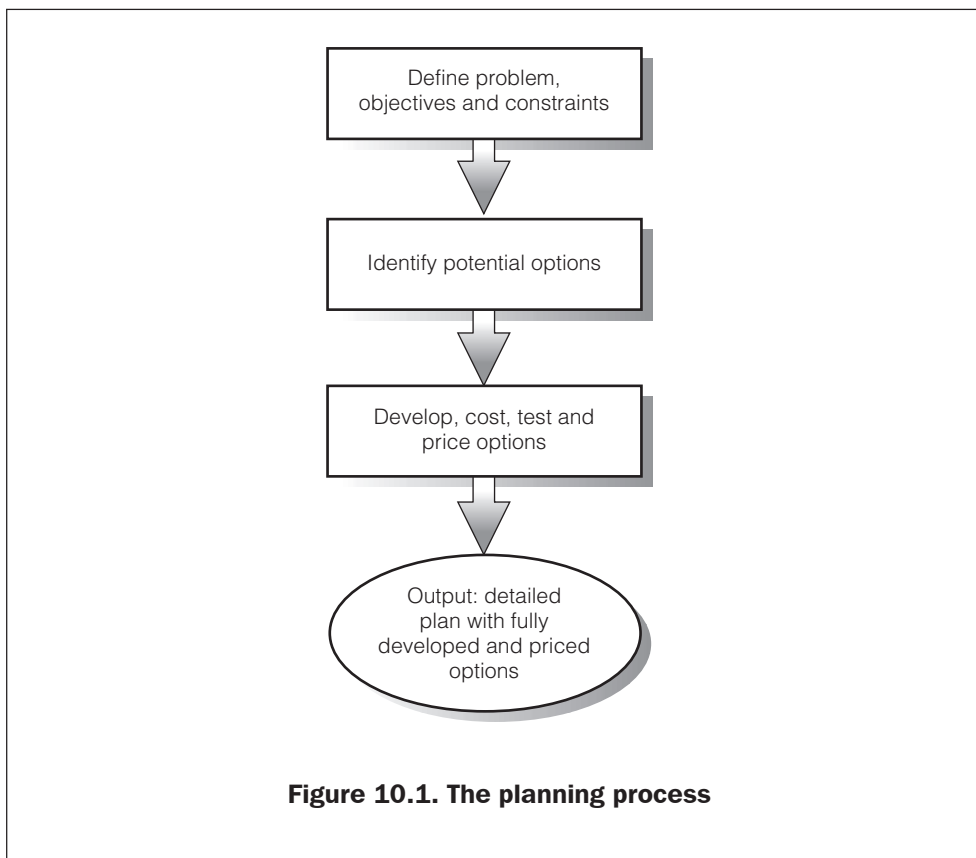 Define problem,
objectives and constraints
Identify potential options
Develop, cost, test and
price options
Output: detailed
plan with fully
developed and priced
options
Figure 10.1. The planning process